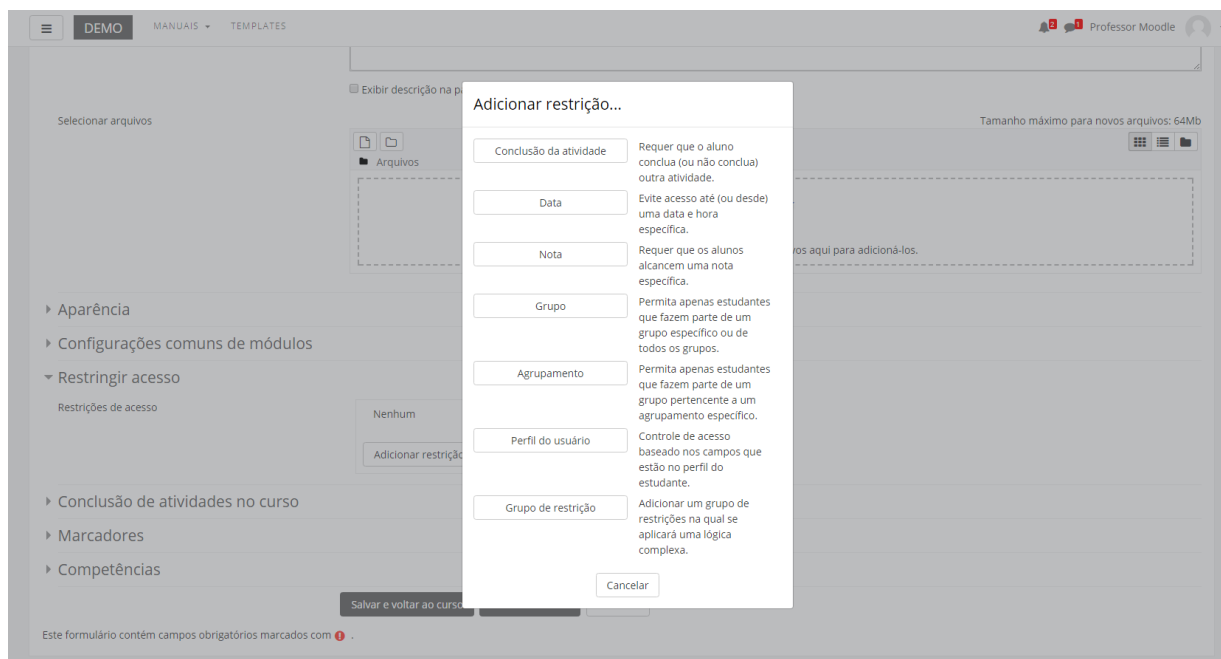 DEMO MANUAIS TEMPLATES 2 1 Professor Moodle
Exibir descrição na
Selecionar arquivos
Tamanho máximo para novos arquivos: 64Mb
Arquivos
aqui para adicioná-los.
Aparência
Configurações comuns de módulos
Restringir acesso
Restrições de acesso
Nenhum
Adicionar restrição
Conclusão de atividades no curso
Marcadores
Competências
Salvar e voltar ao curso
Este formulário contém campos obrigatórios marcados com .
Adicionar restrição...
Conclusão da atividade
Requer que o aluno
conclua (ou não conclua)
outra atividade.
Data
Evite acesso até (ou desde)
uma data e hora
específica.
Nota
Requer que os alunos
alcancem uma nota
específica.
Grupo
Permita apenas estudantes
que fazem parte de um
grupo específico ou de
todos os grupos.
Agrupamento
Permita apenas estudantes
que fazem parte de um
grupo pertencente a um
agrupamento específico.
Perfil do usuário
Controle de acesso
baseado nos campos que
estão no perfil do
estudante.
Grupo de restrição
Adicionar um grupo de
restrições na qual se
aplicará uma lógica
complexa.
Cancelar